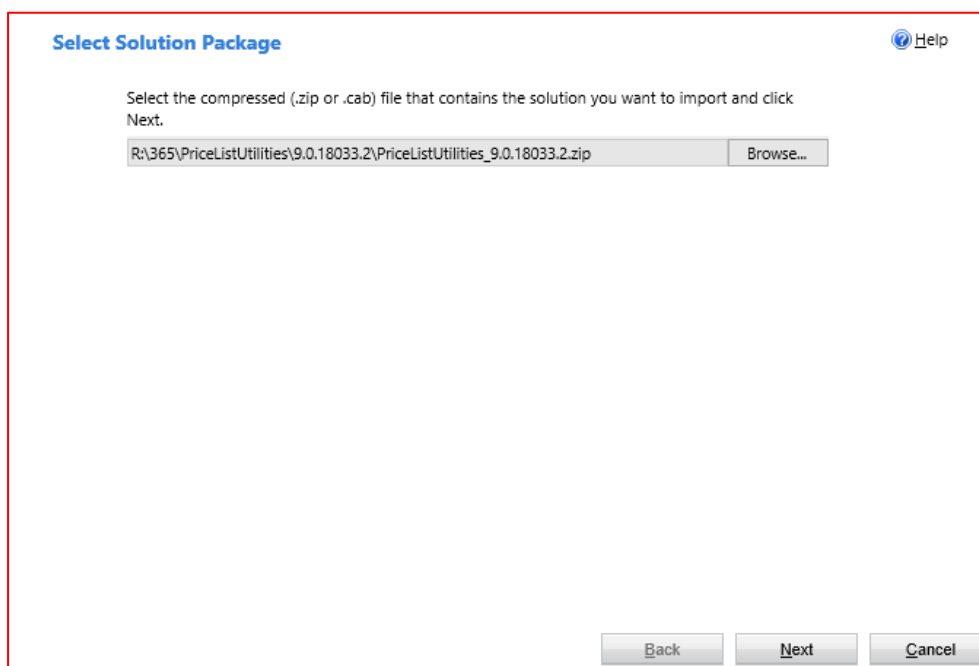 Select Solution Package
Help
Select the compressed (.zip or .cab) file that contains the solution you want to import and click
Next.
R:\365\PriceListUtilities\9.0.18033.2\PriceListUtilities_9.0.18033.2.zip
Browse...
Back
Next
Cancel